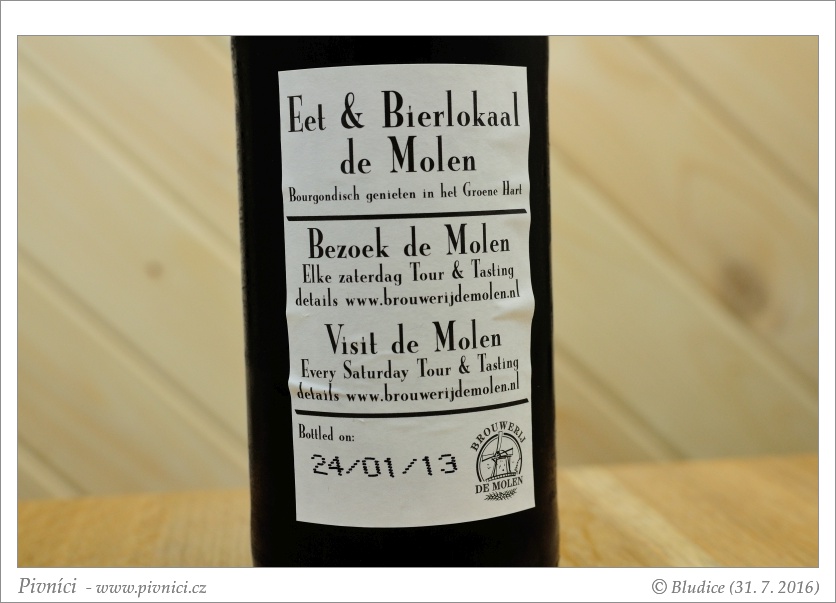 Eet & Bierlokaal
de Molen
Bourgondisch genieten in het Groene Hart
Bezoek de Molen
Elke zaterdag Tour & Tasting
details www.brouwerijdemolen.nl
Visit de Molen
Every Saturday Tour & Tasting
details www.brouwerijdemolen.nl
Bottled on:
24/01/13
BROUWERIJ
DE MOLEN
Pivníci - www.pivnici.cz
© Bludice (31. 7. 2016)